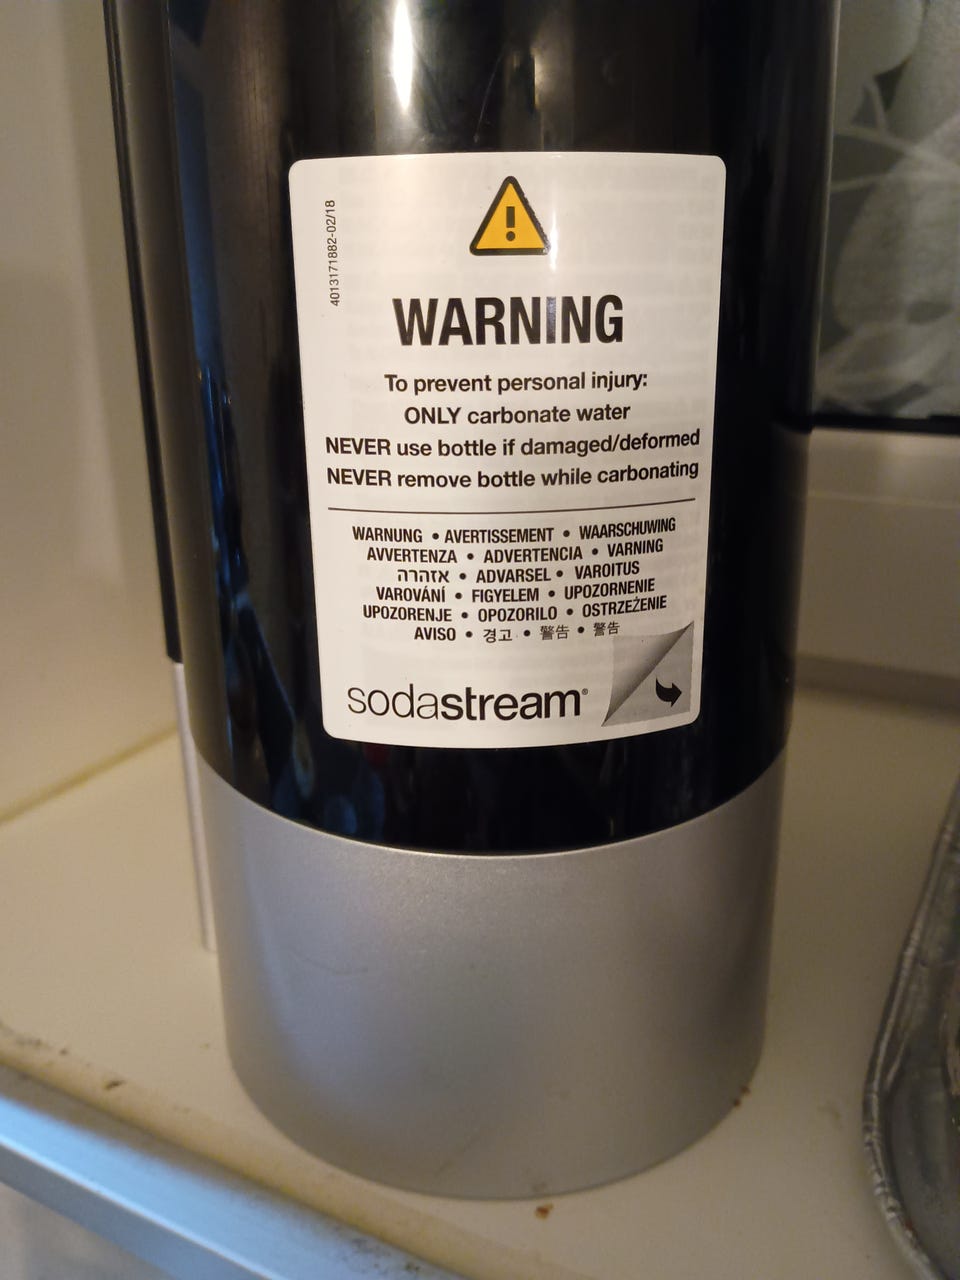 4013171882-02/18
WARNING
To prevent personal injury:
ONLY carbonate water
NEVER use bottle if damaged/deformed
NEVER remove bottle while carbonating
WARNUNG • AVERTISSEMENT • WAARSCHUWING
AVVERTENZA • ADVERTENCIA • VARNING
אזהרה • ADVARSEL • VAROITUS
VAROVÁNÍ • FIGYELEM • UPOZORNENIE
UPOZORENJE • OPOZORILO • OSTRZEŻENIE
AVISO • 경고 • 警告 • 警告
sodastream®